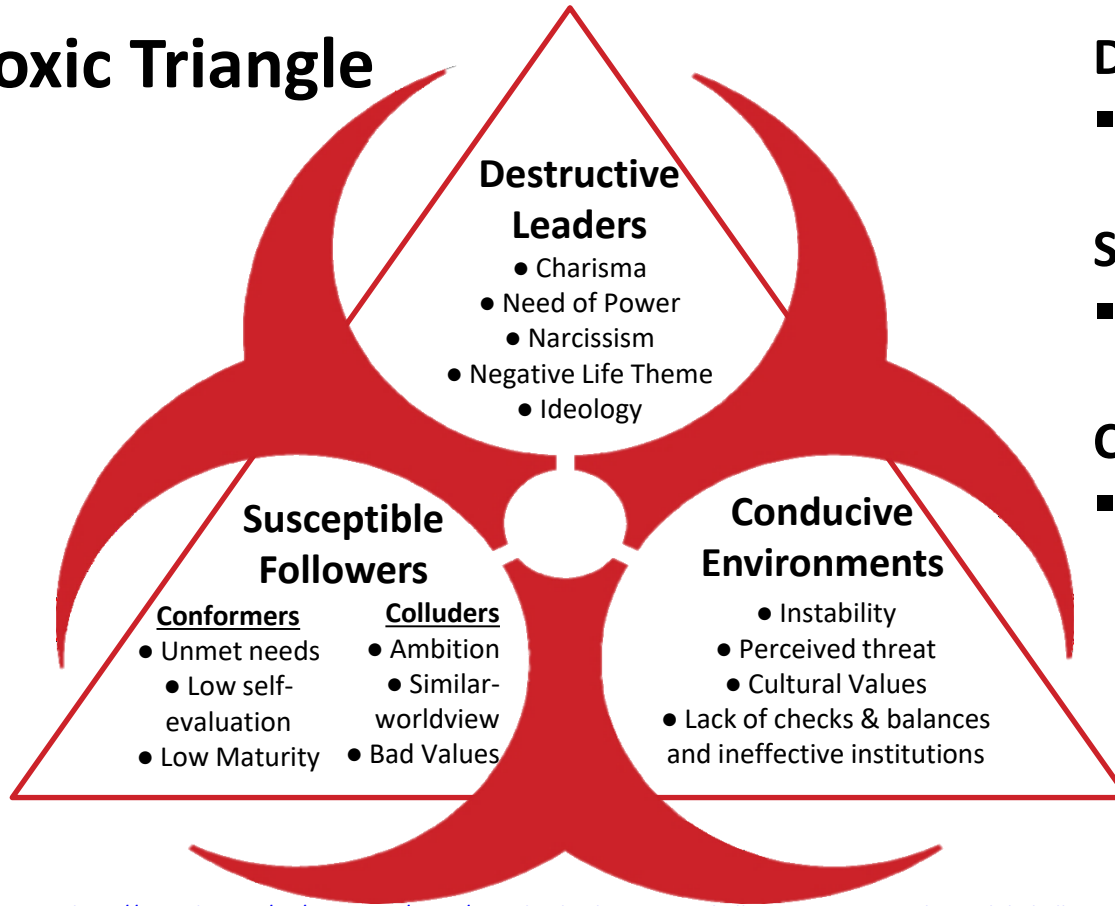 oxic Triangle
Destructive
Leaders
● Charisma
● Need of Power
● Narcissism
● Negative Life Theme
● Ideology
Susceptible
Followers
Conformers
● Unmet needs
● Low self-
evaluation
● Low Maturity
Colluders
● Ambition
● Similar-
worldview
● Bad Values
Conducive
Environments
● Instability
● Perceived threat
● Cultural Values
● Lack of checks & balances
and ineffective institutions
D
■
S
■
C
■